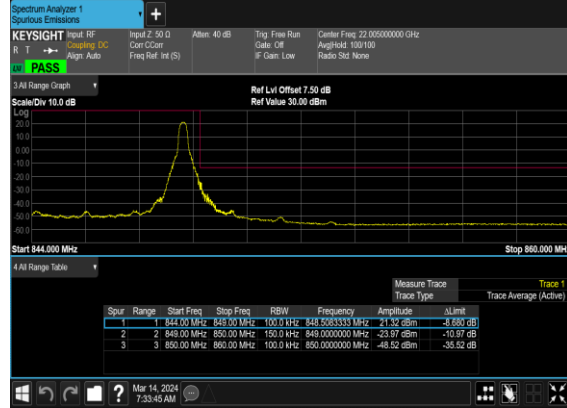 Spectrum Analyzer 1
Spurious Emissions
+
KEYSIGHT Input: RF Input Z: 50 Ω Atten: 40 dB Trig: Free Run Center Freq: 22.005000000 GHz
R T Coupling: DC Corr CCorr Gate: Off Avg|Hold: 100/100
Align: Auto Freq Ref: Int (S) IF Gain: Low Radio Std: None
LW PASS
3 All Range Graph
Ref Lvl Offset 7.50 dB
Scale/Div 10.0 dB Ref Value 30.00 dBm
Log
20.0
10.0
0.00
-10.0
-20.0
-30.0
-40.0
-50.0
-60.0
Start 844.000 MHz Stop 860.000 MH
4 All Range Table
Measure Trace Trace 1
Trace Type Trace Average (Active)
Spur Range Start Freq Stop Freq RBW Frequency Amplitude ΔLimit
1 1 844.00 MHz 849.00 MHz 100.0 kHz 848.5083333 MHz 21.32 dBm -8.680 dB
2 2 849.00 MHz 850.00 MHz 150.0 kHz 849.0000000 MHz -23.97 dBm -10.97 dB
3 3 850.00 MHz 860.00 MHz 100.0 kHz 850.0000000 MHz -48.52 dBm -35.52 dB
? Mar 14, 2024
7:33:45 AM